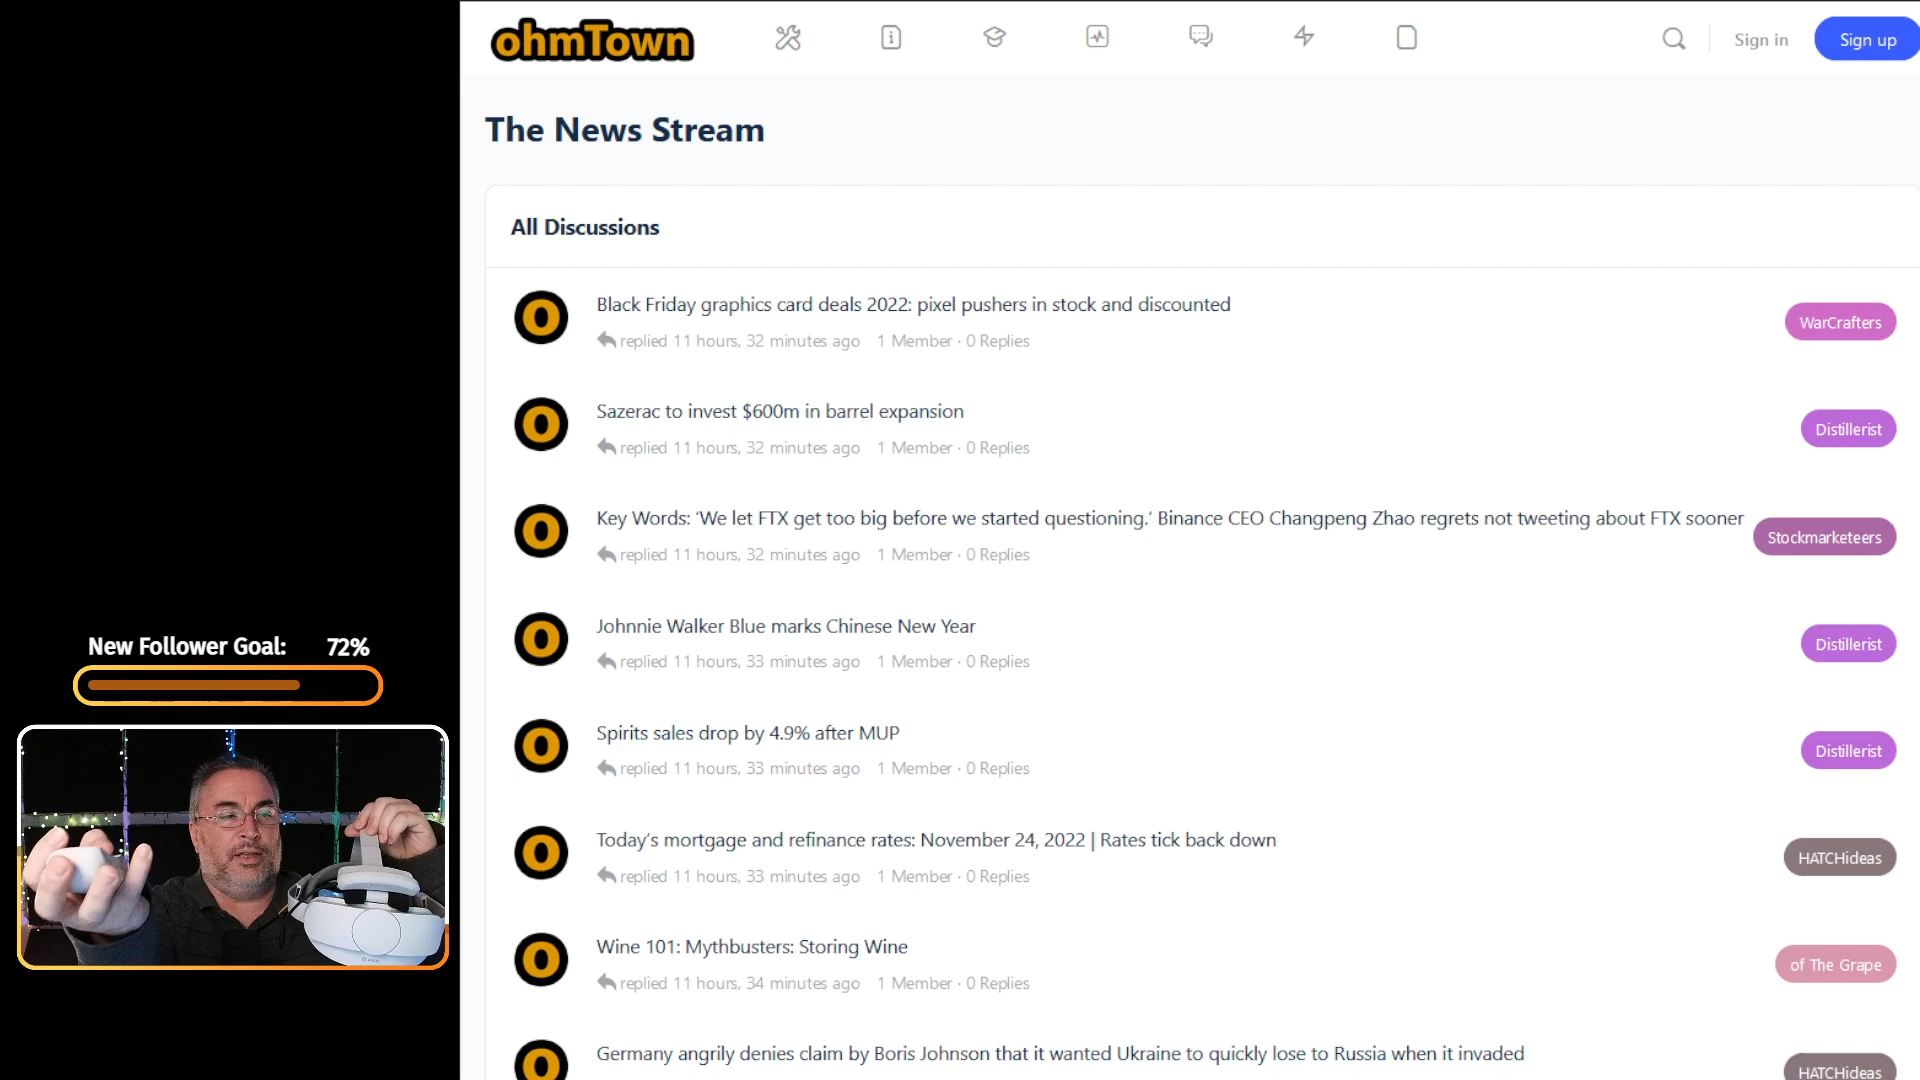 ohmTown
Sign in
Sign up
The News Stream
All Discussions
Black Friday graphics card deals 2022: pixel pushers in stock and discounted
replied 11 hours, 32 minutes ago 1 Member · 0 Replies
WarCrafters
Sazerac to invest $600m in barrel expansion
replied 11 hours, 32 minutes ago 1 Member · 0 Replies
Distillerist
Key Words: ‘We let FTX get too big before we started questioning.’ Binance CEO Changpeng Zhao regrets not tweeting about FTX sooner
replied 11 hours, 32 minutes ago 1 Member · 0 Replies
Stockmarketeers
Johnnie Walker Blue marks Chinese New Year
replied 11 hours, 33 minutes ago 1 Member · 0 Replies
Distillerist
Spirits sales drop by 4.9% after MUP
replied 11 hours, 33 minutes ago 1 Member · 0 Replies
Distillerist
Today’s mortgage and refinance rates: November 24, 2022 | Rates tick back down
replied 11 hours, 33 minutes ago 1 Member · 0 Replies
HATCHideas
Wine 101: Mythbusters: Storing Wine
replied 11 hours, 34 minutes ago 1 Member · 0 Replies
of The Grape
Germany angrily denies claim by Boris Johnson that it wanted Ukraine to quickly lose to Russia when it invaded
HATCHideas
New Follower Goal: 72%